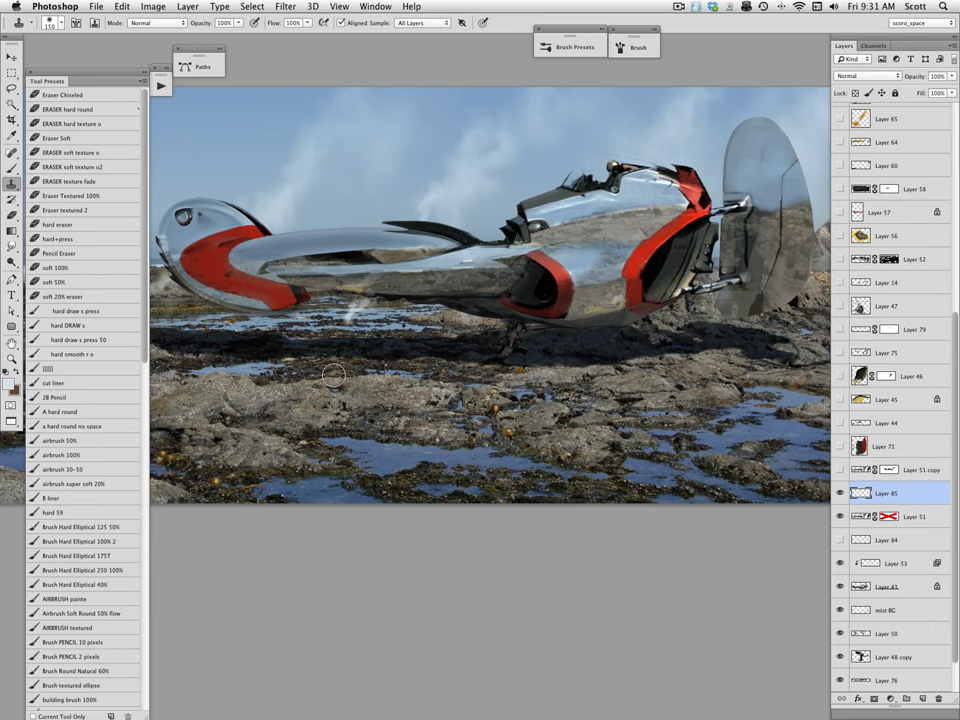 Photoshop File Edit Image Layer Type Select Filter 3D View Window Help Fri 9:31 AM Scott
150 Mode: Normal Opacity: 100% Flow: 100% Aligned Sample: All Layers scoro_space
Paths
Brush Presets
Brush
Tool Presets
Eraser Chiseled
ERASER hard round
ERASER hard texture o
Eraser Soft
ERASER soft texture o
ERASER soft texture o2
ERASER texture fade
Eraser Textured 100%
Eraser textured 2
hard eraser
hard+press
Pencil Eraser
soft 100%
soft 50%
soft 20% eraser
hard draw s press
hard DRAW s
hard draw s press 50
hard smooth r o
cut liner
2B Pencil
A hard round
a hard round no space
airbrush 50%
airbrush 100%
airbrush 30-50
airbrush super soft 20%
B liner
hard 59
Brush Hard Elliptical 125 50%
Brush Hard Elliptical 100% 2
Brush Hard Elliptical 175T
Brush Hard Elliptical 250 100%
Brush Hard Elliptical 40%
AIRBRUSH painte
Airbrush Soft Round 50% flow
AIRBRUSH textured
Brush PENCIL 10 pixels
Brush PENCIL 2 pixels
Brush Round Natural 60%
Brush textured ellipse
building brush 100%
Current Tool Only
Layers Channels
Kind
Normal Opacity: 100%
Lock: Fill: 100%
Layer 65
Layer 64
Layer 60
Layer 58
Layer 57
Layer 56
Layer 52
Layer 14
Layer 47
Layer 79
Layer 75
Layer 46
Layer 45
Layer 44
Layer 71
Layer 51 copy
Layer 85
Layer 51
Layer 84
Layer 53
Layer 43
mist BG
Layer 50
Layer 48 copy
Layer 76